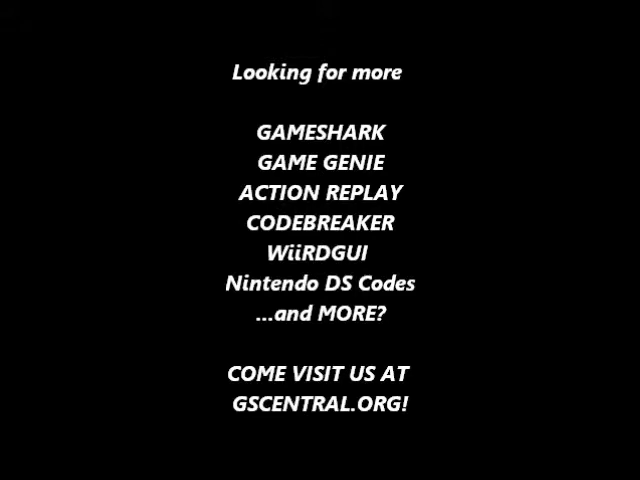 Looking for more
GAMESHARK
GAME GENIE
ACTION REPLAY
CODEBREAKER
WiiRDGUI
Nintendo DS Codes
...and MORE?
COME VISIT US AT
GSCENTRAL.ORG!